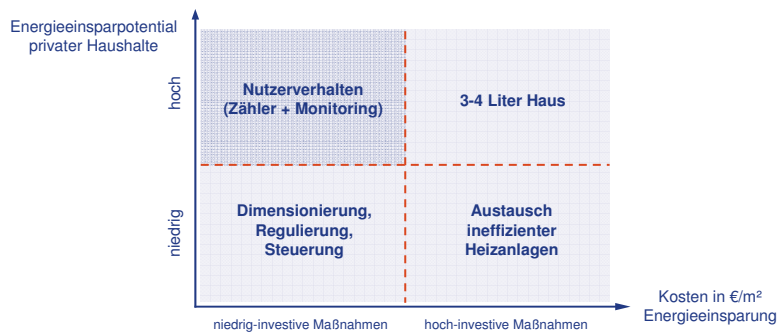 Energieeinsparpotential
privater Haushalte
hoch
Nutzerverhalten
(Zähler + Monitoring)
3-4 Liter Haus
niedrig
Dimensionierung,
Regulierung,
Steuerung
Austausch
ineffizienter
Heizanlagen
niedrig-investive Maßnahmen
hoch-investive Maßnahmen
Kosten in €/m²
Energieeinsparung